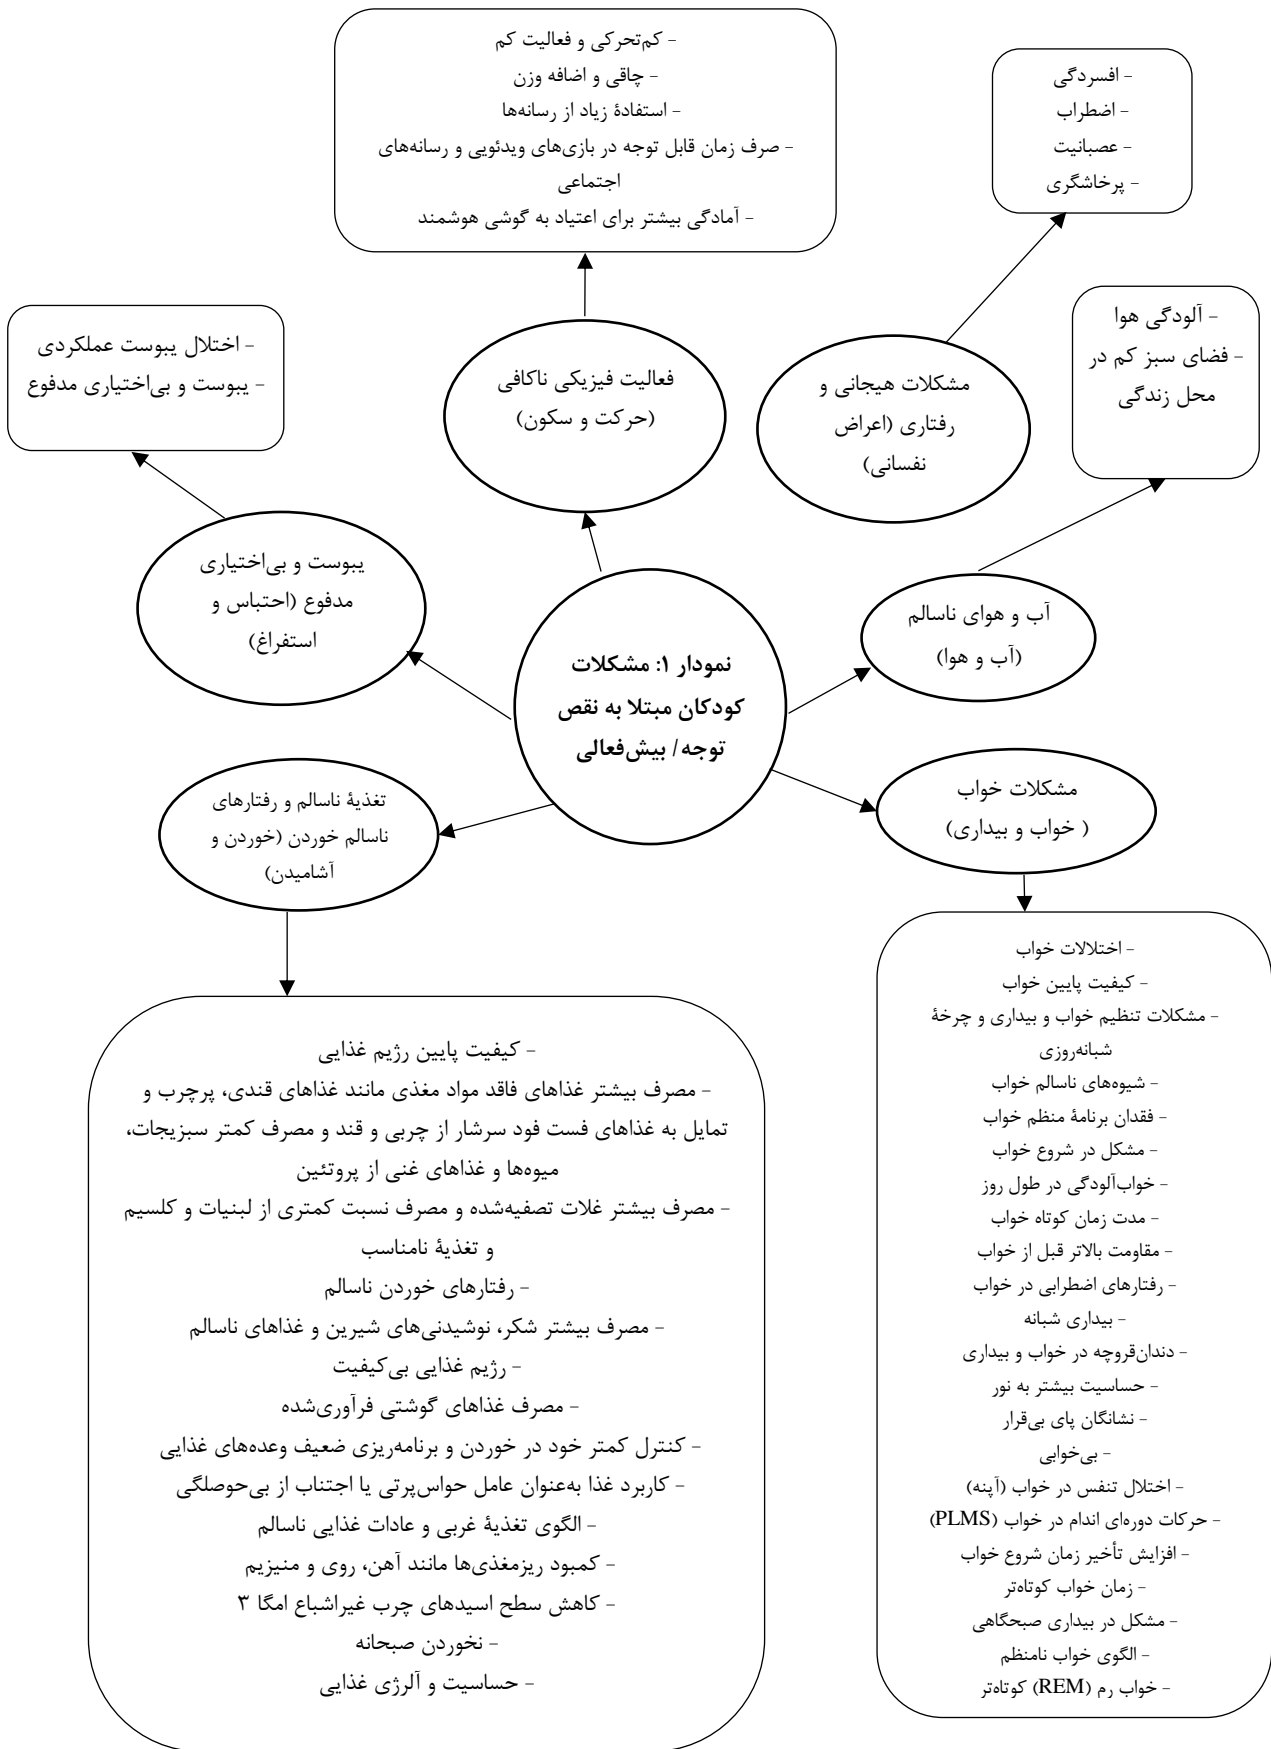 - کم‌تحرکی و فعالیت کم
- چاقی و اضافه وزن
- استفادهٔ زیاد از رسانه‌ها
- صرف زمان قابل توجه در بازی‌های ویدئویی و رسانه‌های
اجتماعی
- آمادگی بیشتر برای اعتیاد به گوشی هوشمند
- افسردگی
- اضطراب
- عصبانیت
- پرخاشگری
- آلودگی هوا
- فضای سبز کم در
محل زندگی
- اختلال یبوست عملکردی
- یبوست و بی‌اختیاری مدفوع
فعالیت فیزیکی ناکافی
(حرکت و سکون)
مشکلات هیجانی و
رفتاری (اعراض
نفسانی)
یبوست و بی‌اختیاری
مدفوع (احتباس و
استفراغ)
آب و هوای ناسالم
(آب و هوا)
نمودار ۱: مشکلات
کودکان مبتلا به نقص
توجه/ بیش‌فعالی
تغذیهٔ ناسالم و رفتارهای
ناسالم خوردن (خوردن و
آشامیدن)
مشکلات خواب
( خواب و بیداری)
- اختلالات خواب
- کیفیت پایین خواب
- مشکلات تنظیم خواب و بیداری و چرخهٔ
شبانه‌روزی
- شیوه‌های ناسالم خواب
- فقدان برنامهٔ منظم خواب
- مشکل در شروع خواب
- خواب‌آلودگی در طول روز
- مدت زمان کوتاه خواب
- مقاومت بالاتر قبل از خواب
- رفتارهای اضطرابی در خواب
- بیداری شبانه
- دندان‌قروچه در خواب و بیداری
- حساسیت بیشتر به نور
- نشانگان پای بی‌قرار
- بی‌خوابی
- اختلال تنفس در خواب (آپنه)
- حرکات دوره‌ای اندام در خواب (PLMS)
- افزایش تأخیر زمان شروع خواب
- زمان خواب کوتاه‌تر
- مشکل در بیداری صبحگاهی
- الگوی خواب نامنظم
- خواب رم (REM) کوتاه‌تر
- کیفیت پایین رژیم غذایی
- مصرف بیشتر غذاهای فاقد مواد مغذی مانند غذاهای قندی، پرچرب و
تمایل به غذاهای فست فود سرشار از چربی و قند و مصرف کمتر سبزیجات،
میوه‌ها و غذاهای غنی از پروتئین
- مصرف بیشتر غلات تصفیه‌شده و مصرف نسبت کمتری از لبنیات و کلسیم
و تغذیهٔ نامناسب
- رفتارهای خوردن ناسالم
- مصرف بیشتر شکر، نوشیدنی‌های شیرین و غذاهای ناسالم
- رژیم غذایی بی‌کیفیت
- مصرف غذاهای گوشتی فرآوری‌شده
- کنترل کمتر خود در خوردن و برنامه‌ریزی ضعیف وعده‌های غذایی
- کاربرد غذا به‌عنوان عامل حواس‌پرتی یا اجتناب از بی‌حوصلگی
- الگوی تغذیهٔ غربی و عادات غذایی ناسالم
- کمبود ریزمغذی‌ها مانند آهن، روی و منیزیم
- کاهش سطح اسیدهای چرب غیراشباع امگا ۳
- نخوردن صبحانه
- حساسیت و آلرژی غذایی